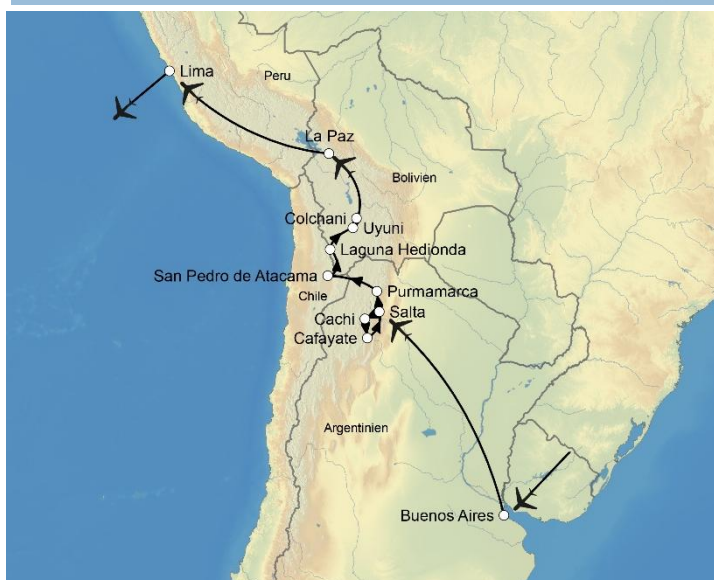 Lima
Peru
La Paz
Bolivien
Colchani
Uyuni
Laguna Hedionda
San Pedro de Atacama
Purmamarca
Chile
Salta
Cachi
Cafayate
Argentinien
Buenos Aires